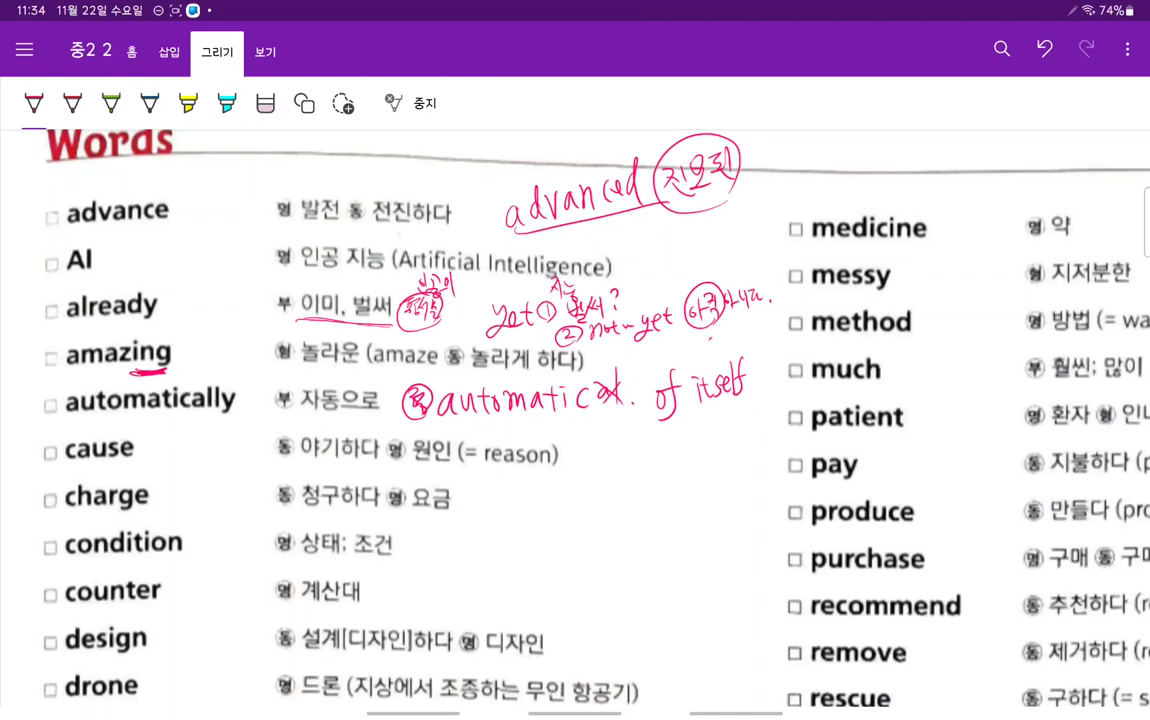 11:34 11월 22일 수요일 74%
중2 2 홈 삽입 그리기 보기
중지
Words
advanced 진보된
advance 명 발전 동 전진하다
AI 명 인공 지능 (Artificial Intelligence)
already 부 이미, 벌써
yet ① 벌써?
② not~yet 아직 아니다.
amazing 형 놀라운 (amaze 동 놀라게 하다)
automatically 부 자동으로 형 automatic of itself
cause 동 야기하다 명 원인 (= reason)
charge 동 청구하다 명 요금
condition 명 상태; 조건
counter 명 계산대
design 동 설계[디자인]하다 명 디자인
drone 명 드론 (지상에서 조종하는 무인 항공기)
medicine 명 약
messy 형 지저분한
method 명 방법 (= wa
much 부 훨씬; 많이
patient 명 환자 형 인
pay 동 지불하다 (p
produce 동 만들다 (pro
purchase 명 구매 동 구매
recommend 동 추천하다 (r
remove 동 제거하다 (r
rescue 동 구하다 (= s